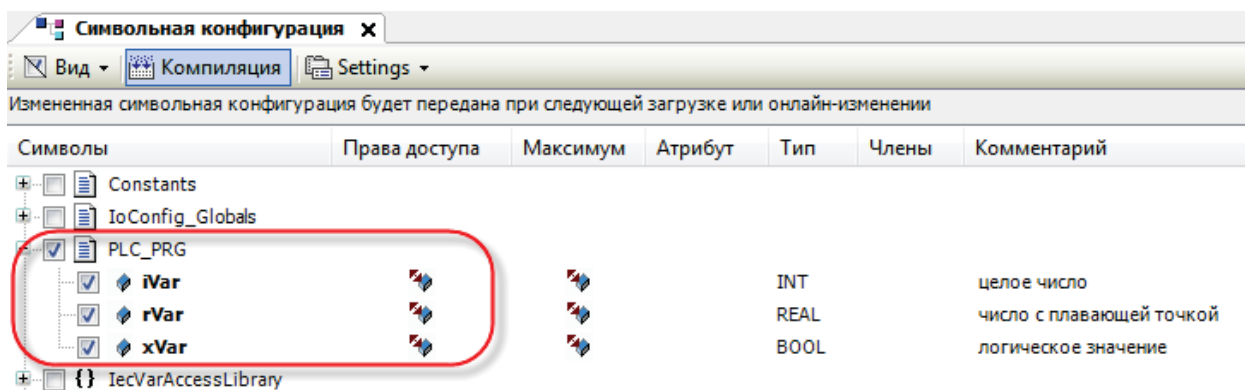 Символьная конфигурация
Вид Компиляция Settings
Измененная символьная конфигурация будет передана при следующей загрузке или онлайн-изменении
Символы Права доступа Максимум Атрибут Тип Члены Комментарий
Constants
IoConfig_Globals
PLC_PRG
iVar INT целое число
rVar REAL число с плавающей точкой
xVar BOOL логическое значение
{} IecVarAccessLibrary